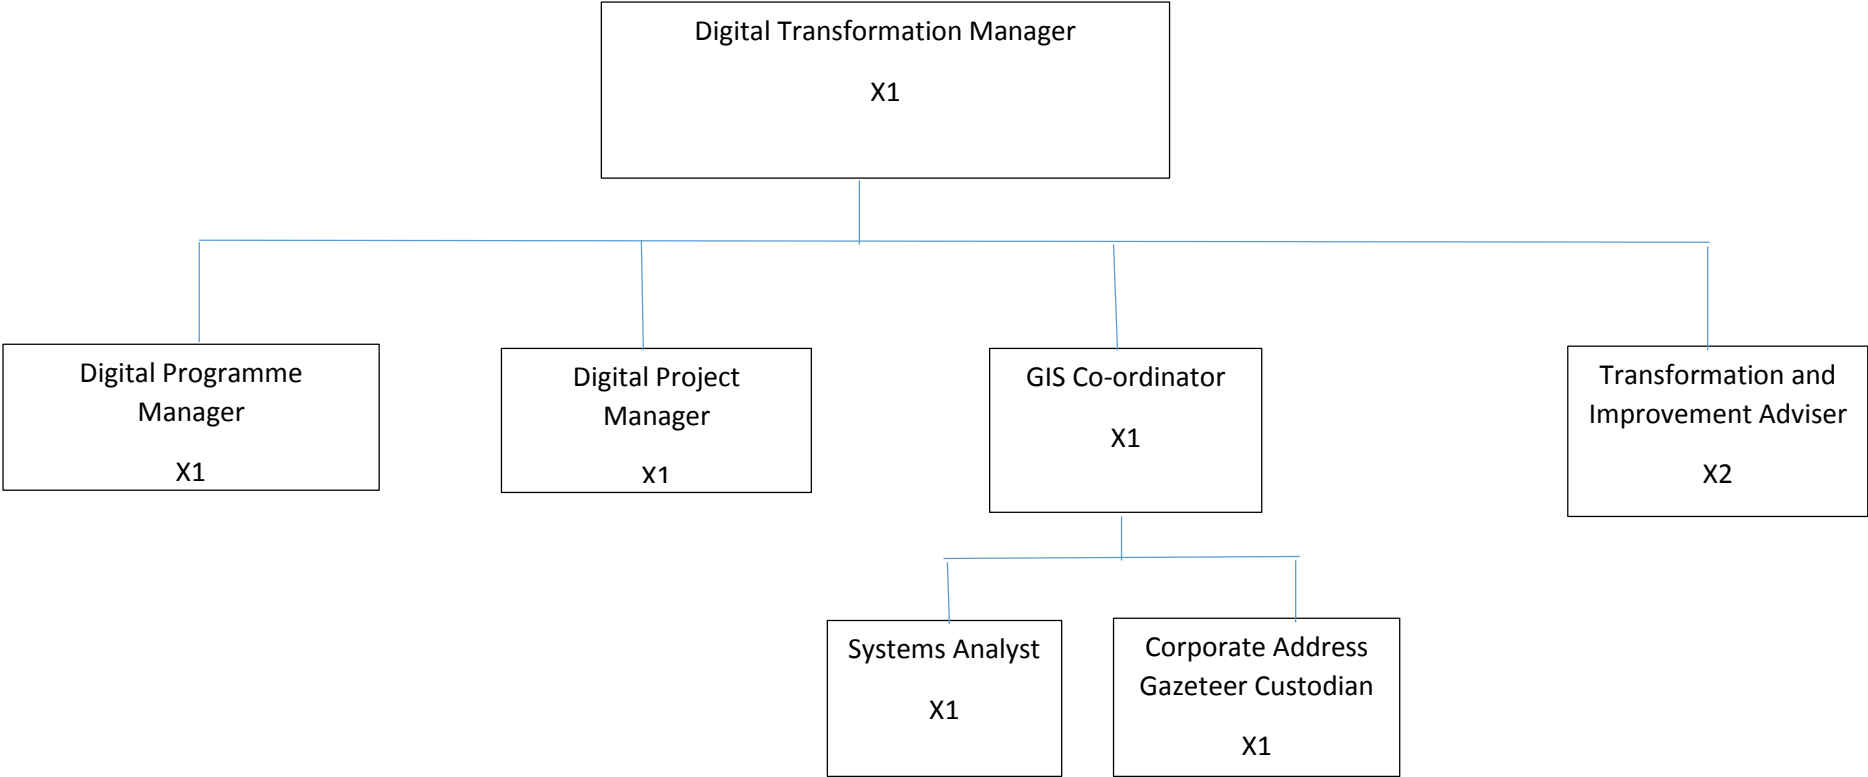 Digital Transformation Manager
X1
Digital Programme
Manager
X1
Digital Project
Manager
X1
GIS Co-ordinator
X1
Transformation and
Improvement Adviser
X2
Systems Analyst
X1
Corporate Address
Gazeteer Custodian
X1